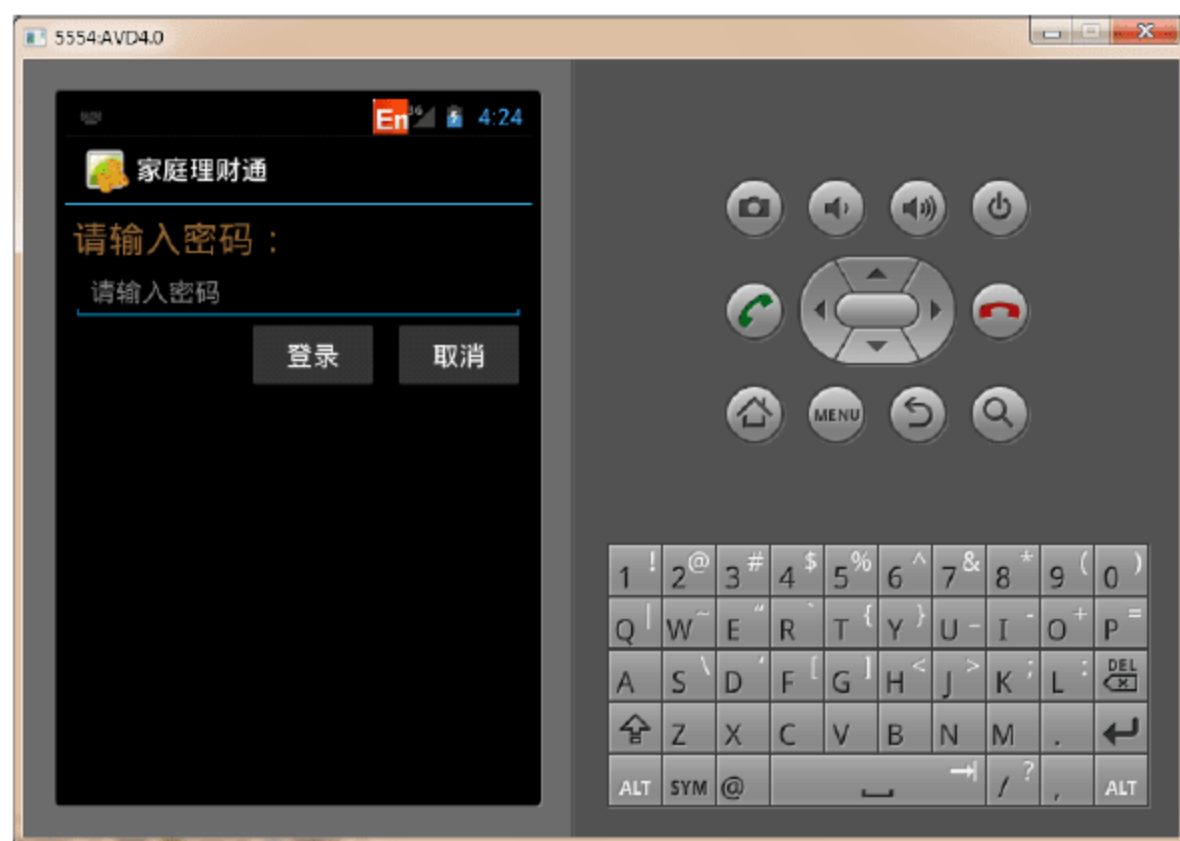 5554:AVD4.0
En 3G 4:24
家庭理财通
请输入密码：
请输入密码
登录 取消
MENU
1 ! 2 @ 3 # 4 $ 5 % 6 ^ 7 & 8 * 9 ( 0 )
Q | W ~ E " R ` T { Y } U _ I - O + P =
A S \ D ' F [ G ] H < J > K ; L : DEL
Z X C V B N M .
ALT SYM @ / ? , ALT